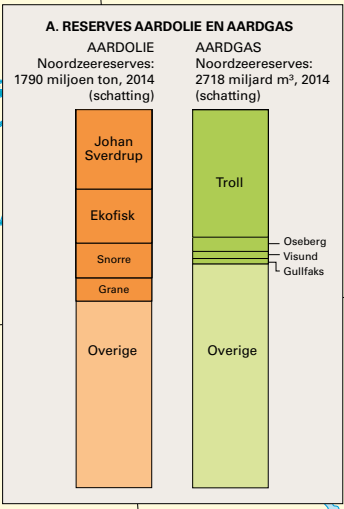 A. RESERVES AARDOLIE EN AARDGAS
AARDOLIE
Noordzeereserves:
1790 miljoen ton, 2014
(schatting)
AARDGAS
Noordzeereserves:
2718 miljard m³, 2014
(schatting)
Johan
Sverdrup
Ekofisk
Snorre
Grane
Overige
Troll
Oseberg
Visund
Gullfaks
Overige